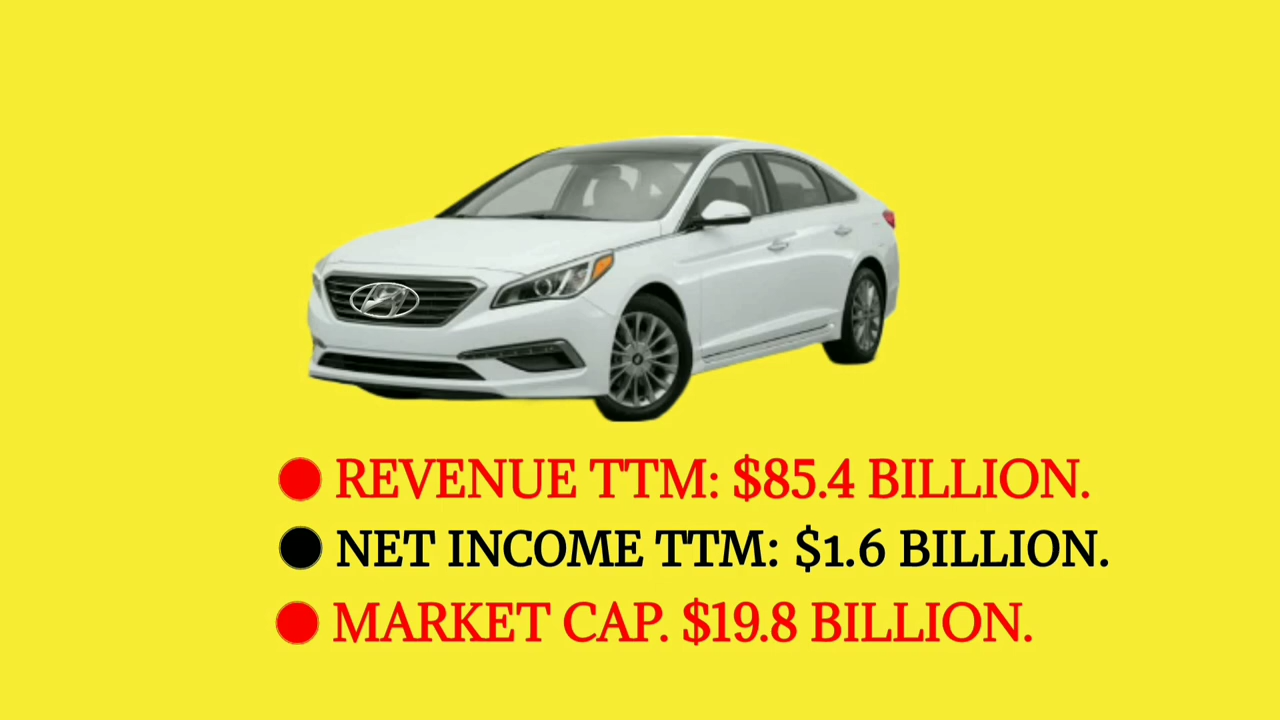 REVENUE TTM: $85.4 BILLION.
NET INCOME TTM: $1.6 BILLION.
MARKET CAP. $19.8 BILLION.